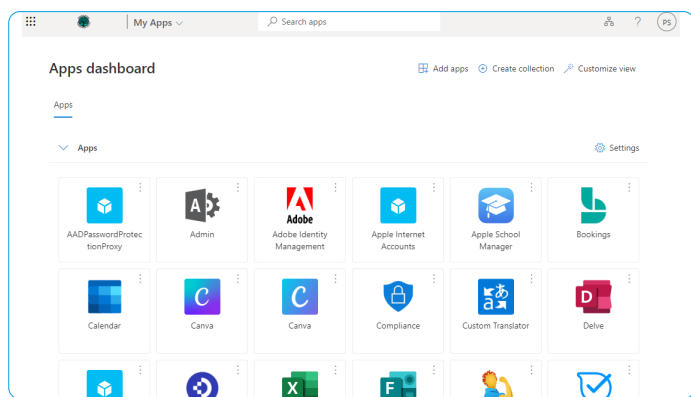 My Apps
Search apps
?
PS
Apps dashboard
Add apps
Create collection
Customize view
Apps
Apps
Settings
A
Adobe
AADPasswordProtec
tionProxy
Admin
Adobe Identity
Management
Apple Internet
Accounts
Apple School
Manager
Bookings
C
C
あ
a
D
Calendar
Canva
Canva
Compliance
Custom Translator
Delve
X
F